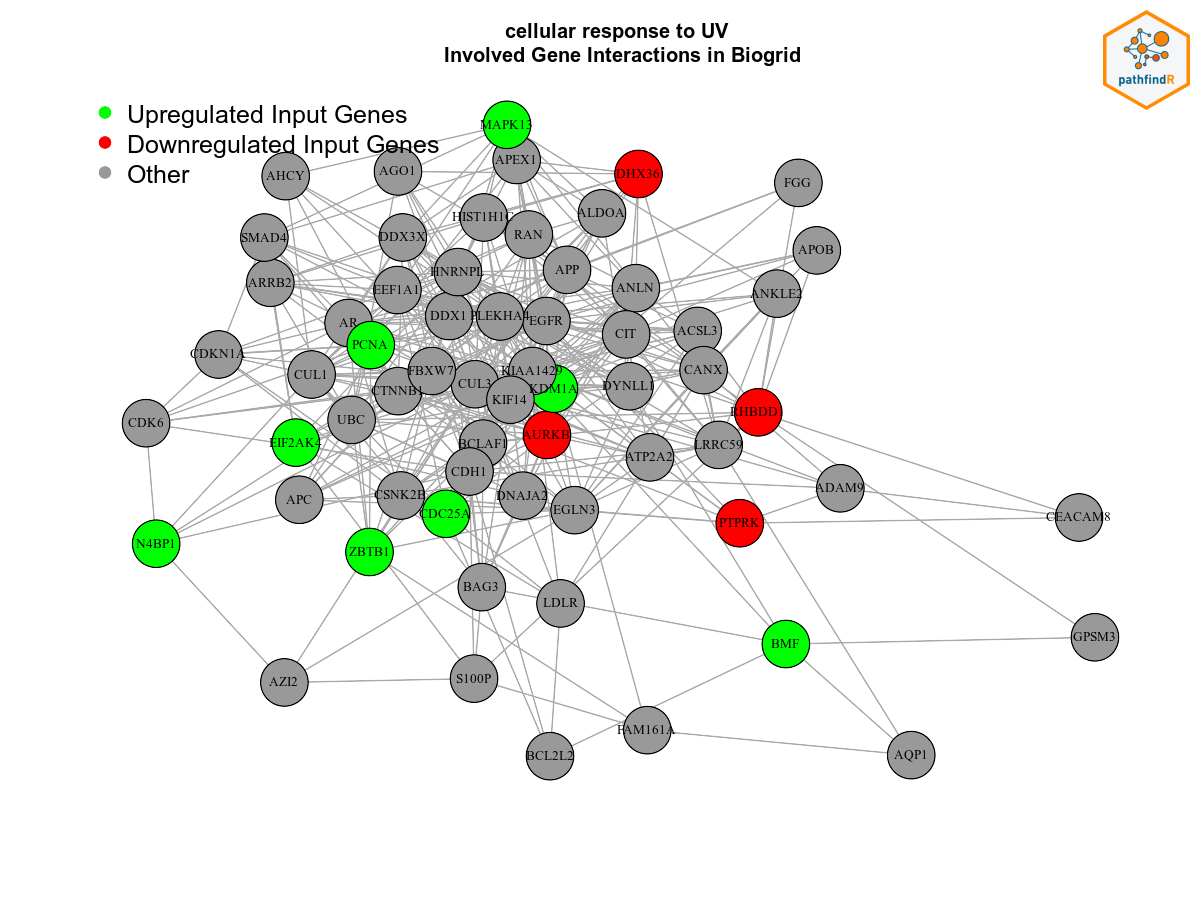 cellular response to UV
Involved Gene Interactions in Biogrid
pathfindR
Upregulated Input Genes
Downregulated Input Genes
Other
MAPK13
APEX1
AHCY
AGO1
DHX36
FGG
HIST1H1C
ALDOA
SMAD4
DDX3X
RAN
APOB
ARRB2
EEF1A1
HNRNPL
APP
ANLN
ANKLE2
AR
DDX1
PLEKHA4
EGFR
CIT
ACSL3
CDKN1A
PCNA
CUL1
FBXW7
KIAA1429
CANX
CTNNB1
CUL3
KIF14
KDM1A
DYNLL1
CDK6
UBC
RHBDD
EIF2AK4
BCLAF1
AURKB
LRRC59
CDH1
ATP2A2
APC
CSNK2B
DNAJA2
ADAM9
CDC25A
EGLN3
PTPRK
CEACAM8
N4BP1
ZBTB1
BAG3
LDLR
BMF
GPSM3
AZI2
S100P
FAM161A
BCL2L2
AQP1